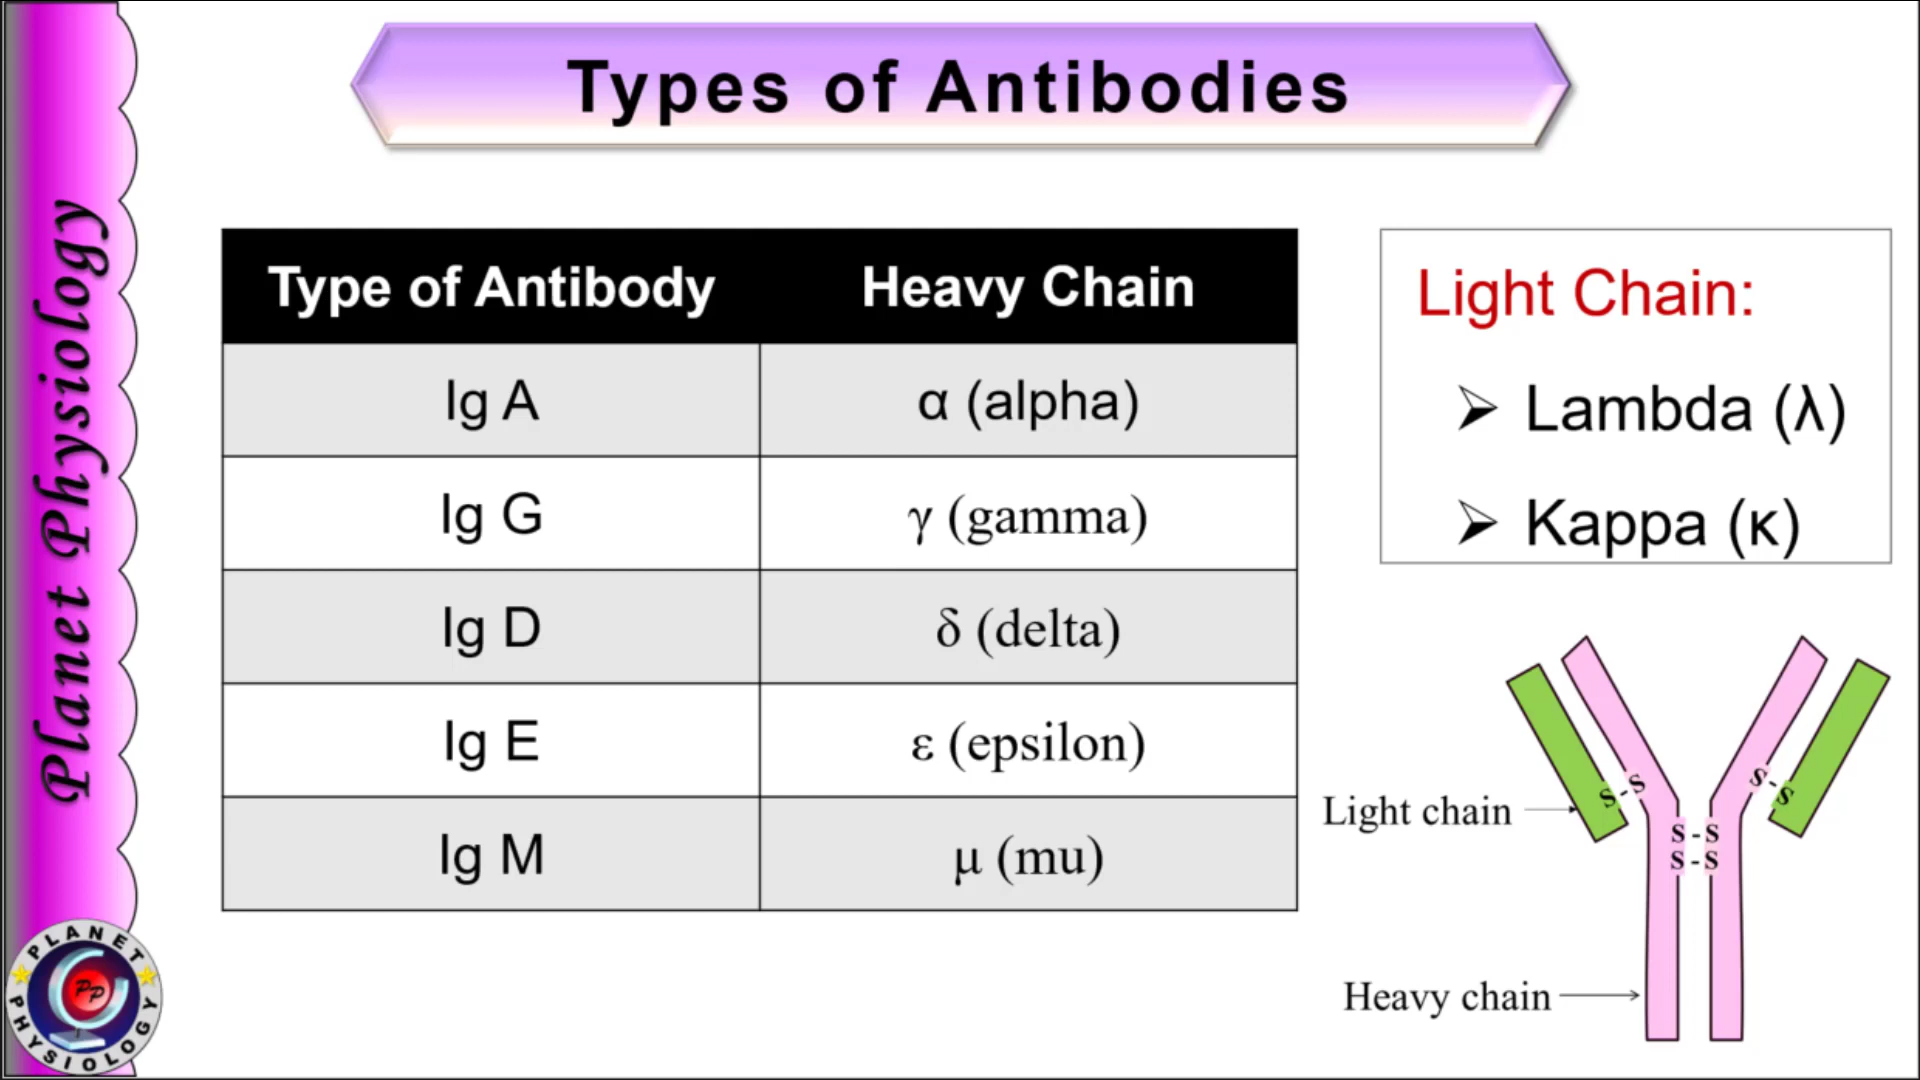 Types of Antibodies
Planet Physiology
Type of Antibody Heavy Chain
Ig A α (alpha)
Ig G γ (gamma)
Ig D δ (delta)
Ig E ε (epsilon)
Ig M μ (mu)
Light Chain:
➢ Lambda (λ)
➢ Kappa (κ)
S-S
S-S
S-S
S-S
Light chain
Heavy chain
PLANET
PP
PHYSIOLOGY